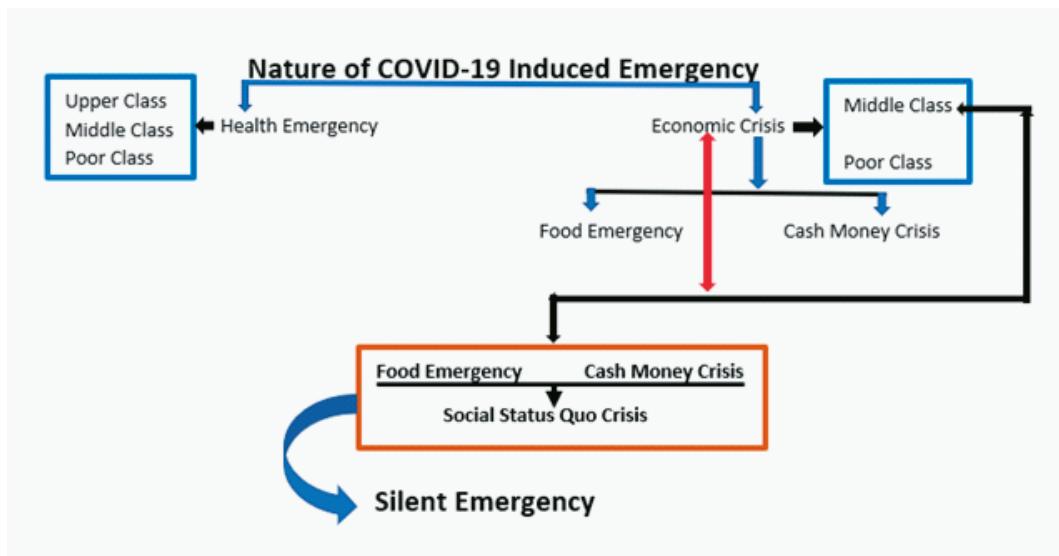 Nature of COVID-19 Induced Emergency
Upper Class
Middle Class
Poor Class
Health Emergency
Economic Crisis
Middle Class
Poor Class
Food Emergency
Cash Money Crisis
Food Emergency Cash Money Crisis
Social Status Quo Crisis
Silent Emergency